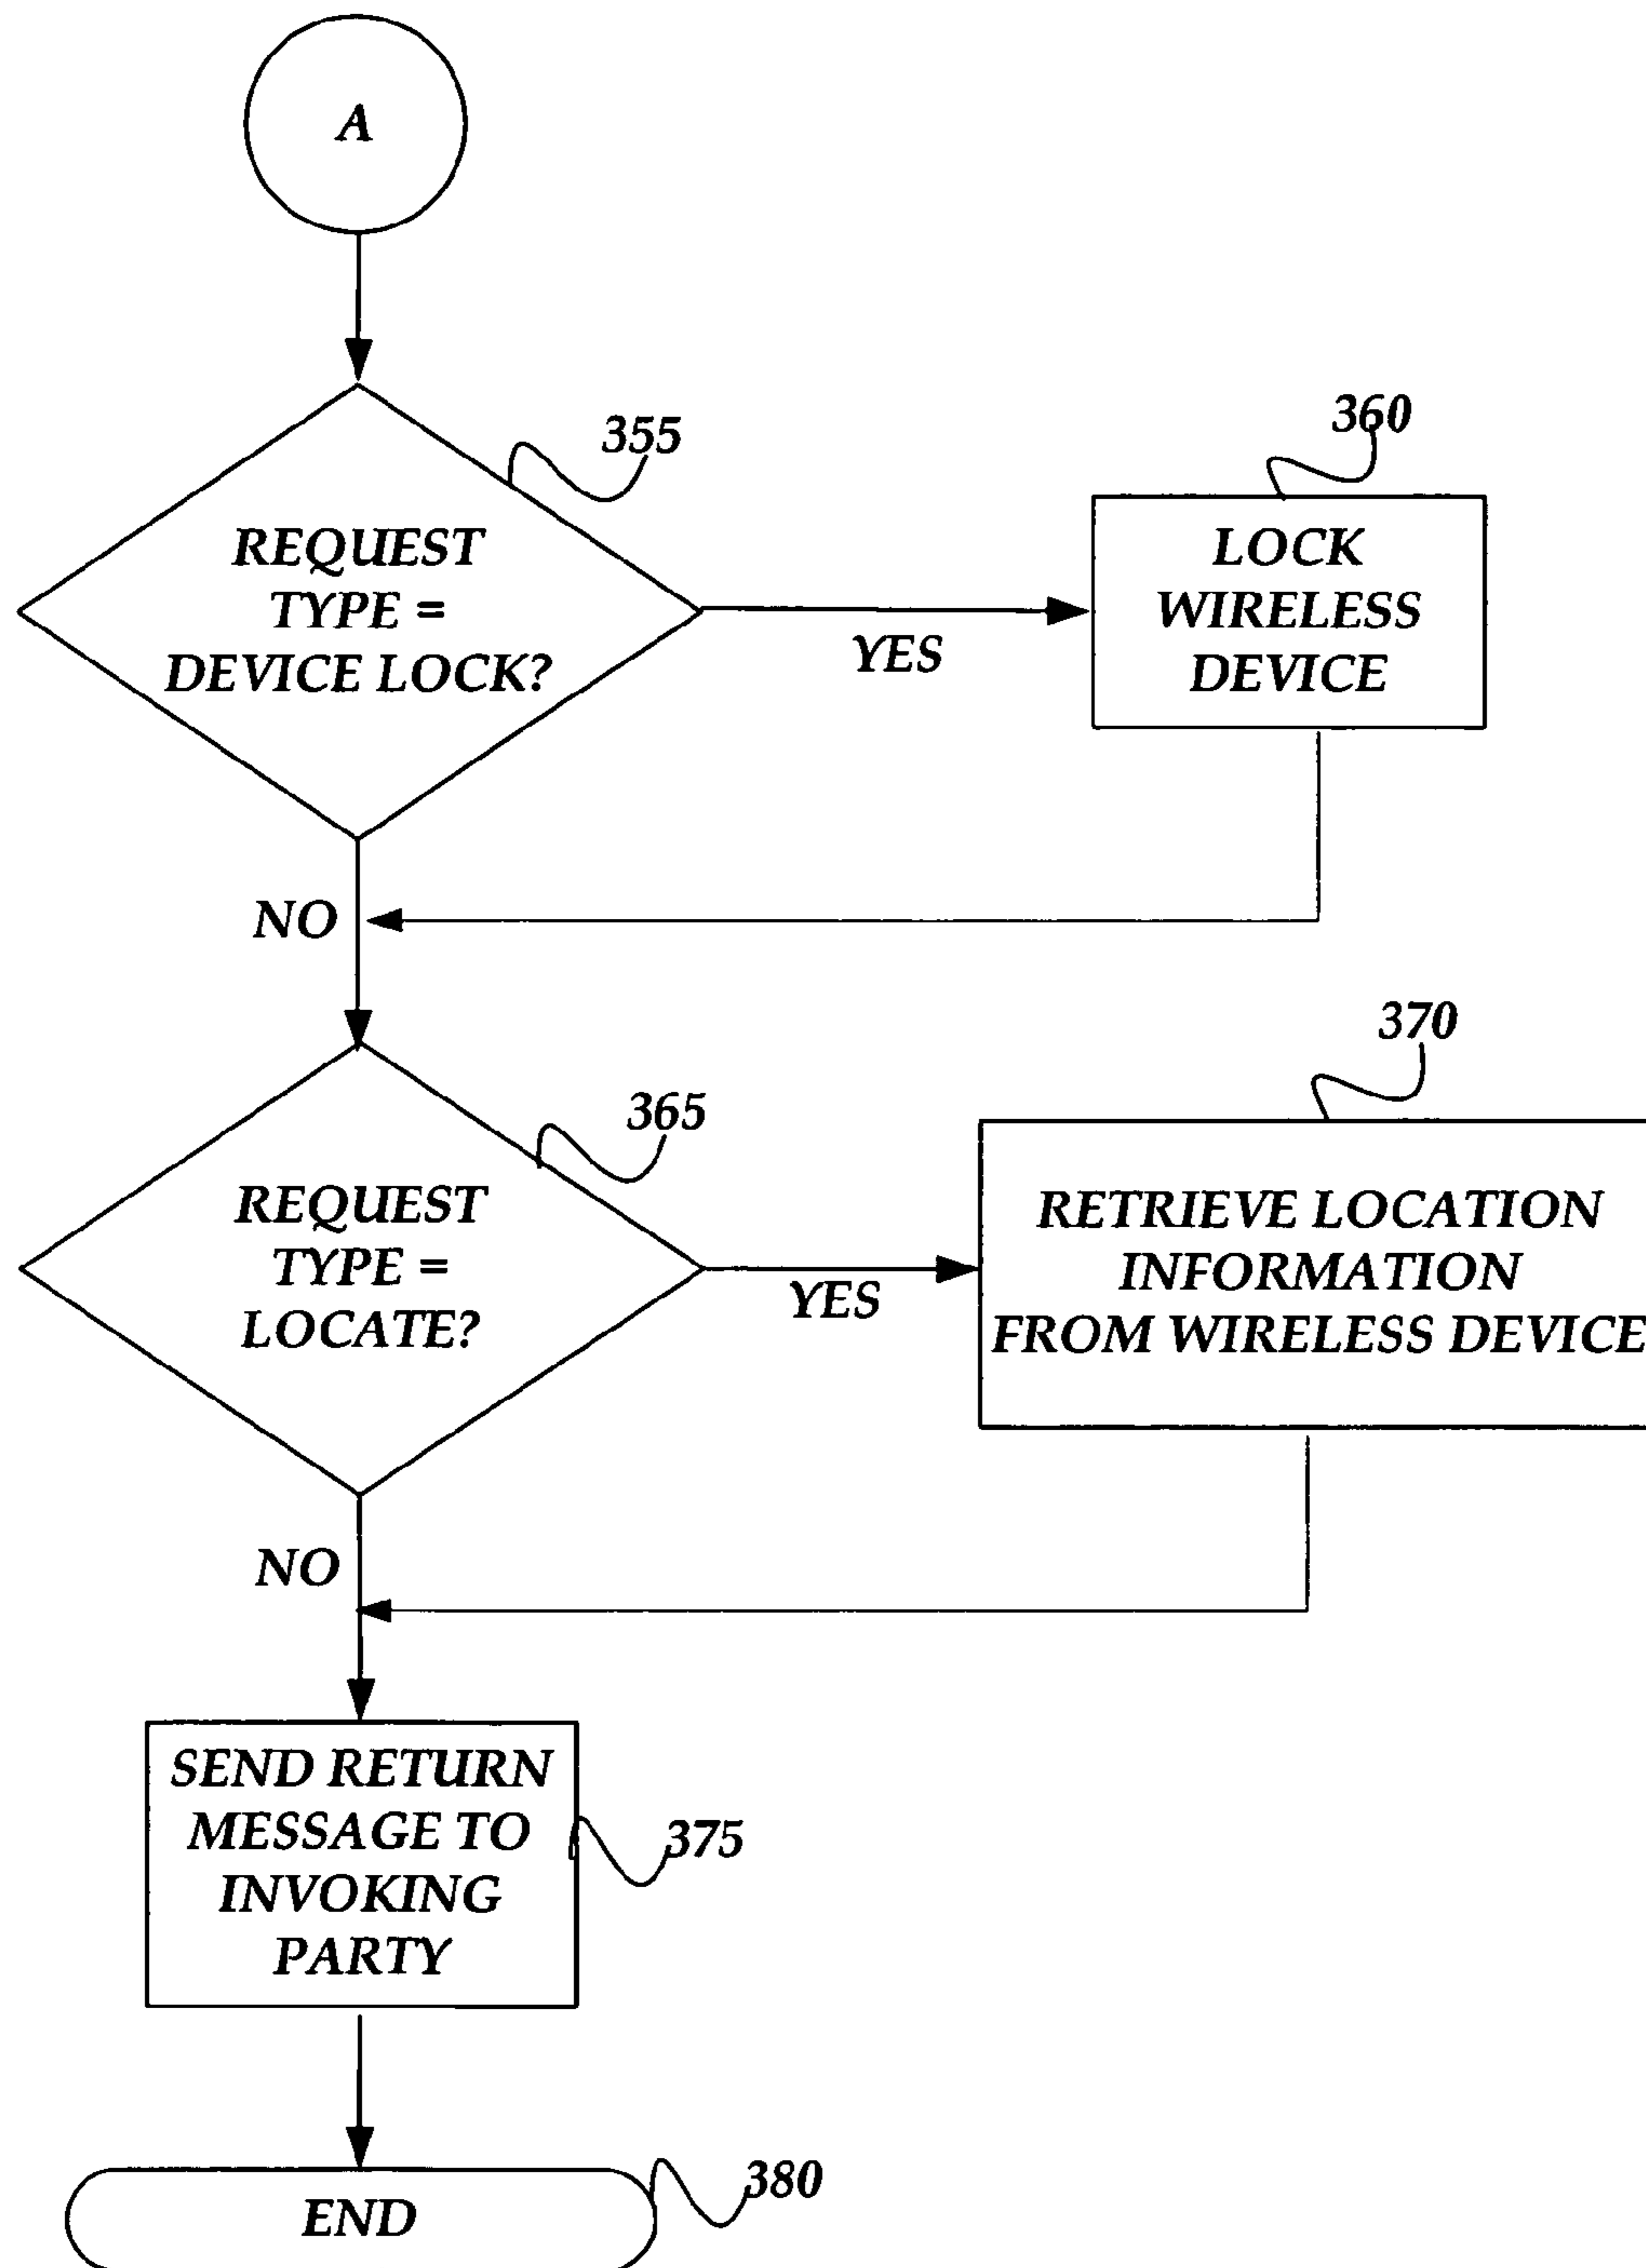 A
355
REQUEST
TYPE =
DEVICE LOCK?
YES
360
LOCK
WIRELESS
DEVICE
NO
365
REQUEST
TYPE =
LOCATE?
YES
370
RETRIEVE LOCATION
INFORMATION
FROM WIRELESS DEVICE
NO
SEND RETURN
MESSAGE TO
INVOKING
PARTY
375
380
END